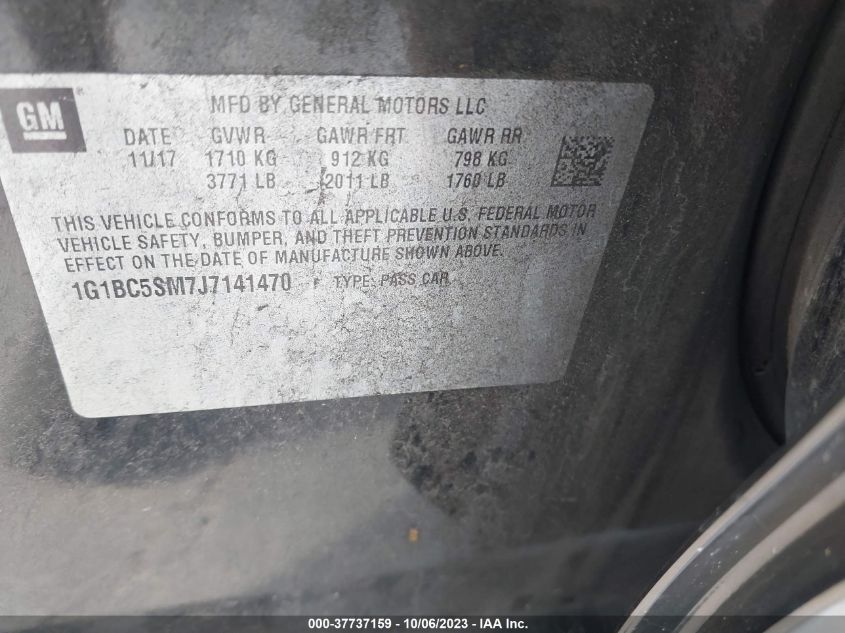 GM
MFD BY GENERAL MOTORS LLC
DATE GVWR GAWR FRT GAWR RR
11/17 1710 KG 912 KG 798 KG
3771 LB 2011 LB 1760 LB
THIS VEHICLE CONFORMS TO ALL APPLICABLE U.S. FEDERAL MOTOR
VEHICLE SAFETY, BUMPER, AND THEFT PREVENTION STANDARDS IN
EFFECT ON THE DATE OF MANUFACTURE SHOWN ABOVE.
1G1BC5SM7J7141470 TYPE: PASS CAR
000-37737159 - 10/06/2023 - IAA Inc.